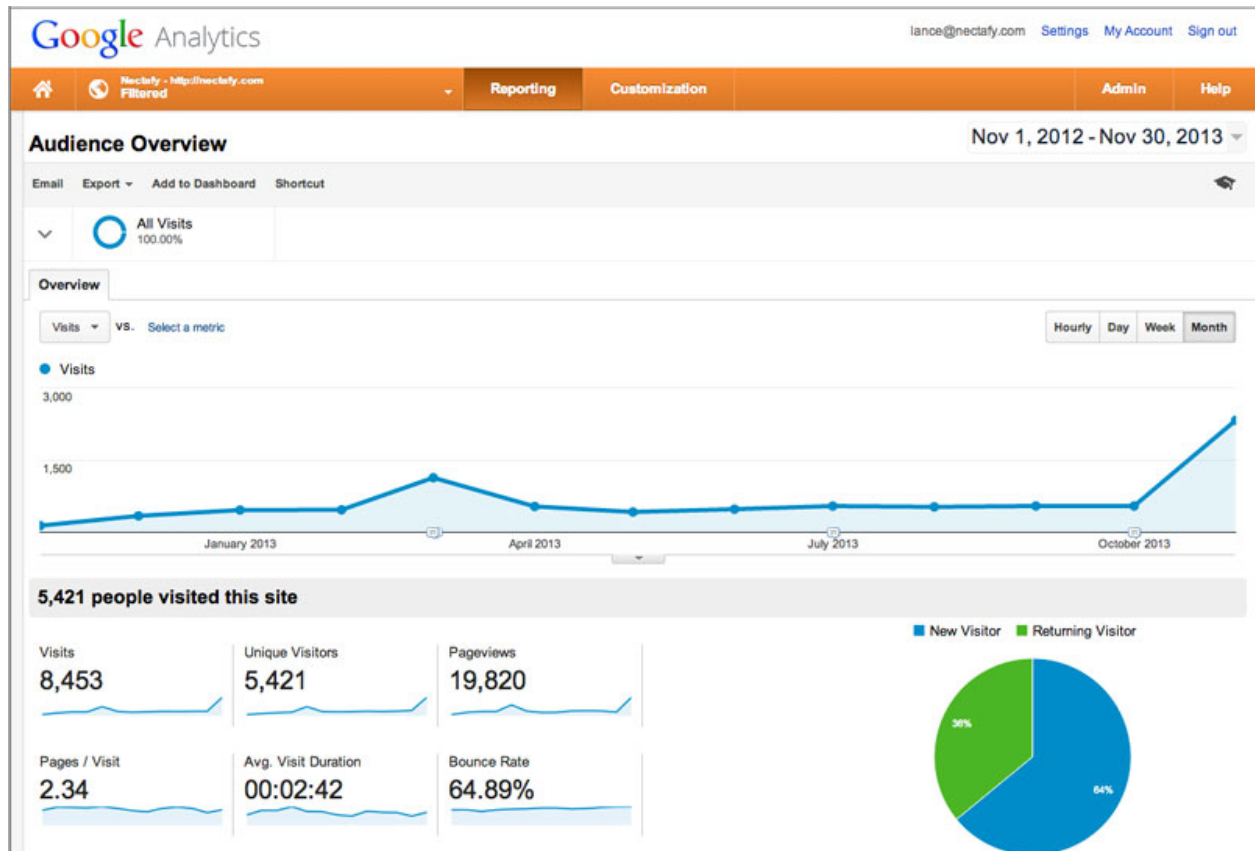 Google Analytics
lance@nectafy.com Settings My Account Sign out
Nectafy - http://nectafy.com
Filtered
Reporting Customization Admin Help
Audience Overview
Nov 1, 2012 - Nov 30, 2013
Email Export Add to Dashboard Shortcut
All Visits
100.00%
Overview
Visits VS. Select a metric
Hourly Day Week Month
Visits
3,000
1,500
January 2013 April 2013 July 2013 October 2013
5,421 people visited this site
New Visitor Returning Visitor
Visits Unique Visitors Pageviews
8,453 5,421 19,820
36%
Pages / Visit Avg. Visit Duration Bounce Rate
2.34 00:02:42 64.89%
64%